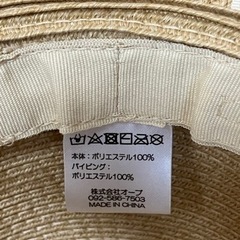 本体：ポリエステル100%
パイピング：
ポリエステル100%
株式会社オーブ
092-586-7503
MADE IN CHINA